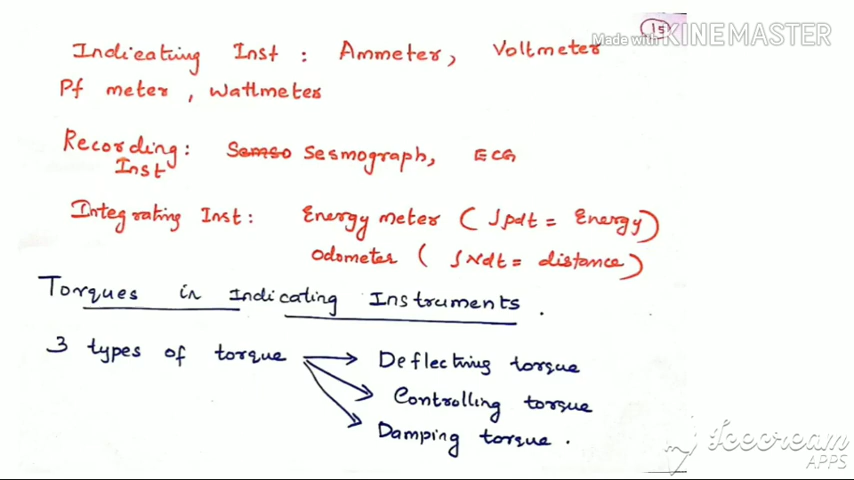 15
Made with KINEMASTER
Indicating Inst : Ammeter, Voltmeter
Pf meter, Wattmeter
Recording: Semso Sesmograph, ECG
Inst
Integrating Inst: Energy meter ( ∫pdt = Energy)
Odometer ( ∫vdt = distance)
Torques in Indicating Instruments.
3 types of torque → Deflecting torque
Controlling torque
Damping torque.
Icecream
APPS